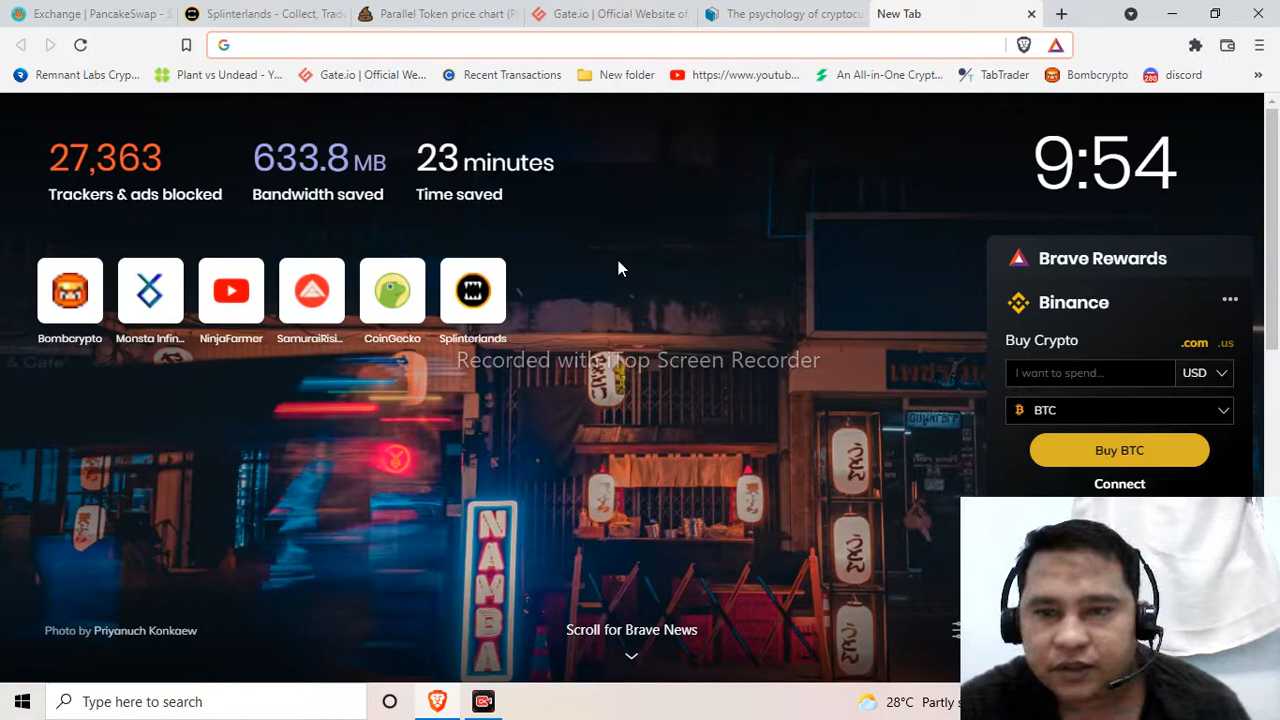 Exchange | PancakeSwap - $
Splinterlands - Collect, Trad
Parallel Token price chart (P
Gate.io | Official Website of
The psychology of cryptocu
New Tab
Remnant Labs Cryp...
Plant vs Undead - Y...
Gate.io| Official We...
Recent Transactions
New folder
https://www.youtub...
An All-in-One Crypt...
TabTrader
Bombcrypto
280
discord
»
27,363
633.8 MB
23 minutes
9:54
Trackers & ads blocked
Bandwidth saved
Time saved
Brave Rewards
Binance
Buy Crypto
.com .us
Bombcrypto
Monsta Infin...
NinjaFarmer
SamuraiRisi...
CoinGecko
Splinterlands
Recorded with iTop Screen Recorder
I want to spend...
USD
BTC
Buy BTC
Connect
NAMBA
Photo by Priyanuch Konkaew
Scroll for Brave News
Type here to search
28°C Partly s